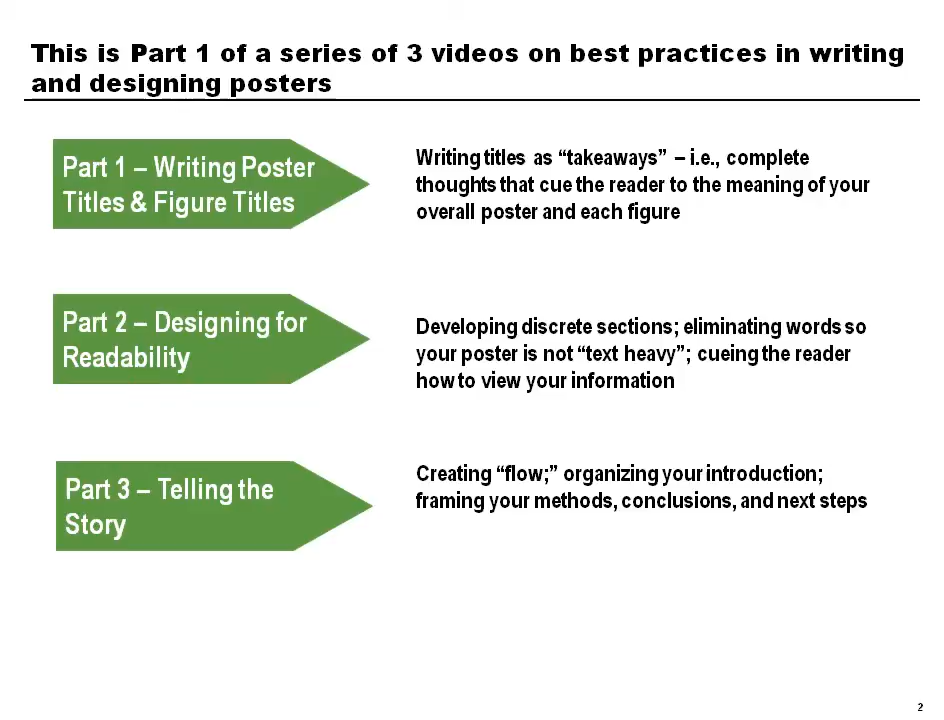 This is Part 1 of a series of 3 videos on best practices in writing
and designing posters
Part 1 – Writing Poster
Titles & Figure Titles
Writing titles as “takeaways” – i.e., complete
thoughts that cue the reader to the meaning of your
overall poster and each figure
Part 2 – Designing for
Readability
Developing discrete sections; eliminating words so
your poster is not “text heavy”; cueing the reader
how to view your information
Part 3 – Telling the
Story
Creating “flow;” organizing your introduction;
framing your methods, conclusions, and next steps
2